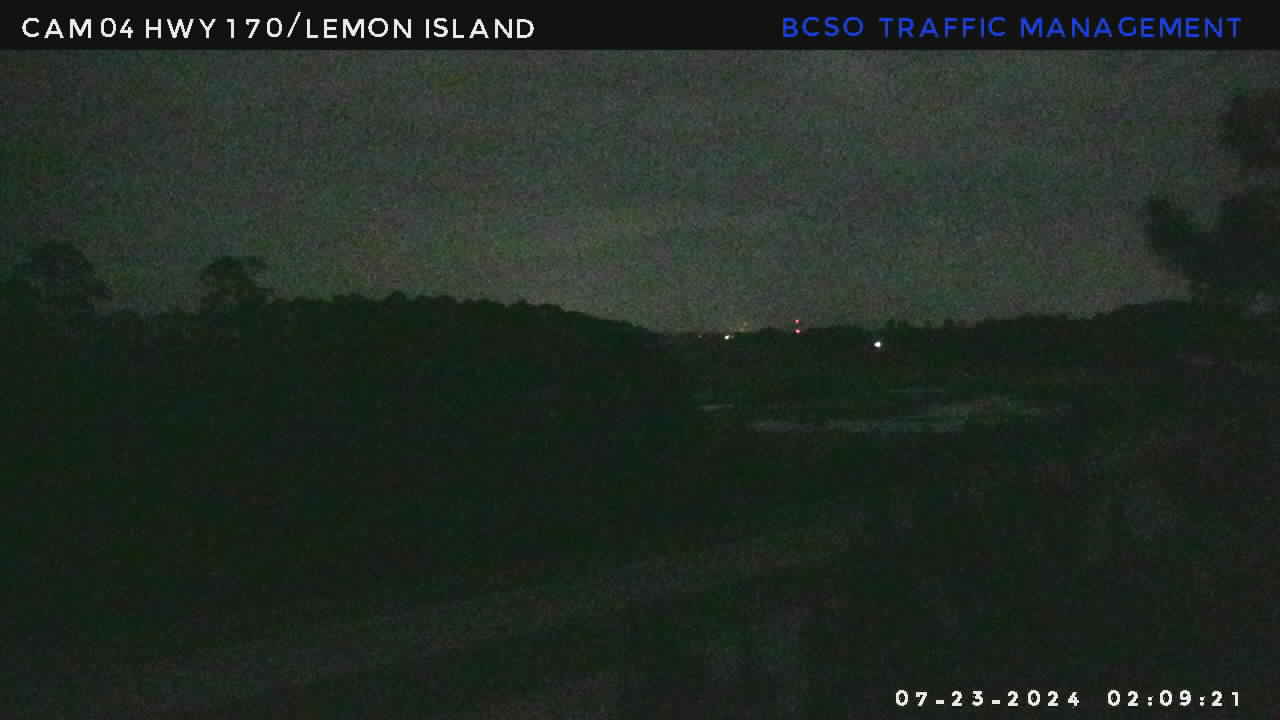 CAM04 HWY 170/LEMON ISLAND
BCSO TRAFFIC MANAGEMENT
07-23-2024 02:09:21